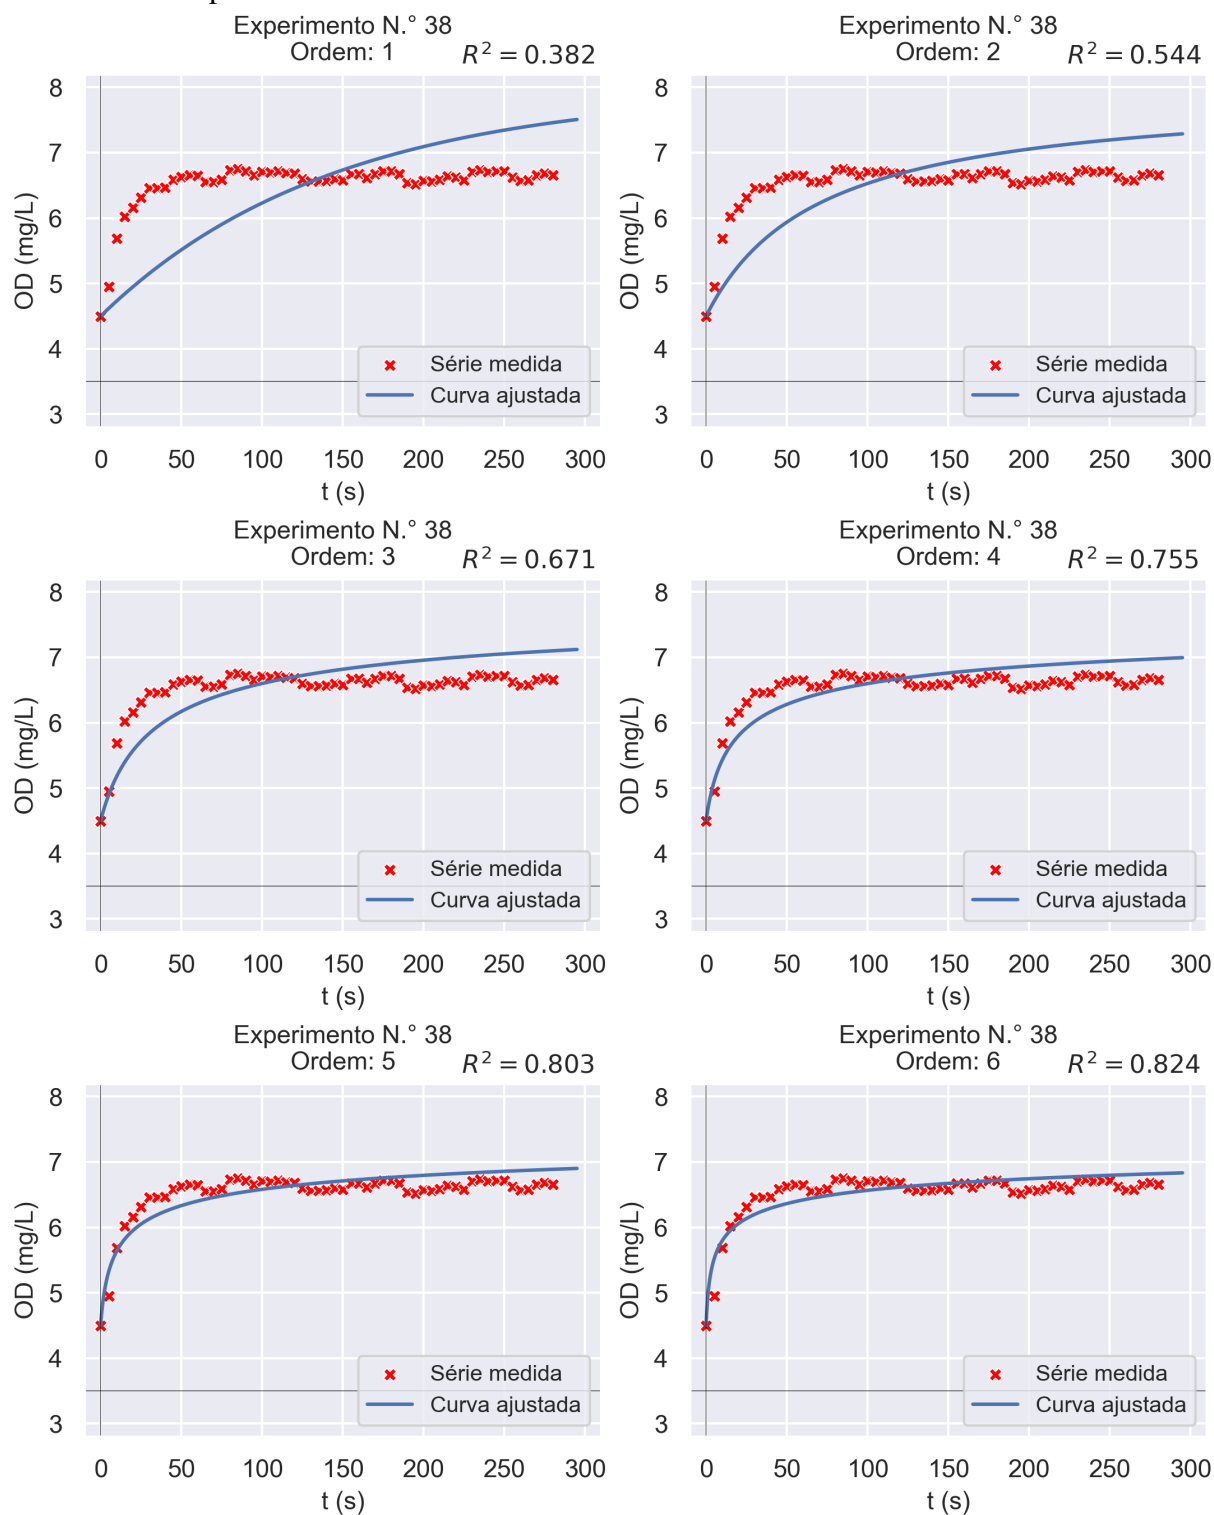 Experimento N.° 38
Ordem: 1
R² = 0.382
8
7
6
5
4
3
OD (mg/L)
Série medida
Curva ajustada
0 50 100 150 200 250 300
t (s)
Experimento N.° 38
Ordem: 2
R² = 0.544
8
7
6
5
4
3
OD (mg/L)
Série medida
Curva ajustada
0 50 100 150 200 250 300
t (s)
Experimento N.° 38
Ordem: 3
R² = 0.671
8
7
6
5
4
3
OD (mg/L)
Série medida
Curva ajustada
0 50 100 150 200 250 300
t (s)
Experimento N.° 38
Ordem: 4
R² = 0.755
8
7
6
5
4
3
OD (mg/L)
Série medida
Curva ajustada
0 50 100 150 200 250 300
t (s)
Experimento N.° 38
Ordem: 5
R² = 0.803
8
7
6
5
4
3
OD (mg/L)
Série medida
Curva ajustada
0 50 100 150 200 250 300
t (s)
Experimento N.° 38
Ordem: 6
R² = 0.824
8
7
6
5
4
3
OD (mg/L)
Série medida
Curva ajustada
0 50 100 150 200 250 300
t (s)